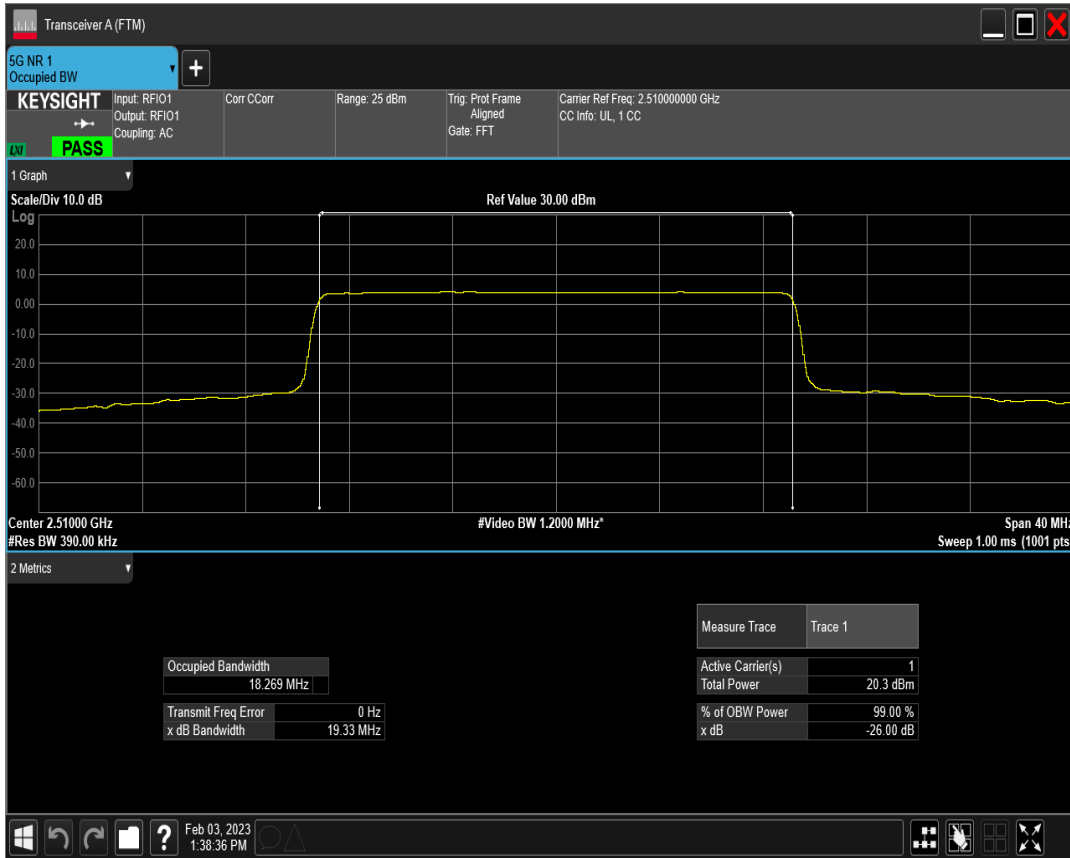 Transceiver A (FTM)
5G NR 1
Occupied BW
+
KEYSIGHT
LXI
PASS
Input: RFIO1
Output: RFIO1
Coupling: AC
Corr CCorr
Range: 25 dBm
Trig: Prot Frame
Aligned
Gate: FFT
Carrier Ref Freq: 2.510000000 GHz
CC Info: UL, 1 CC
1 Graph
Scale/Div 10.0 dB
Ref Value 30.00 dBm
Log
20.0
10.0
0.00
-10.0
-20.0
-30.0
-40.0
-50.0
-60.0
Center 2.51000 GHz
#Video BW 1.2000 MHz*
Span 40 MHz
#Res BW 390.00 kHz
Sweep 1.00 ms (1001 pts
2 Metrics
Measure Trace
Trace 1
Occupied Bandwidth
18.269 MHz
Active Carrier(s)
1
Total Power
20.3 dBm
Transmit Freq Error
0 Hz
x dB Bandwidth
19.33 MHz
% of OBW Power
99.00 %
x dB
-26.00 dB
?
Feb 03, 2023
1:38:36 PM